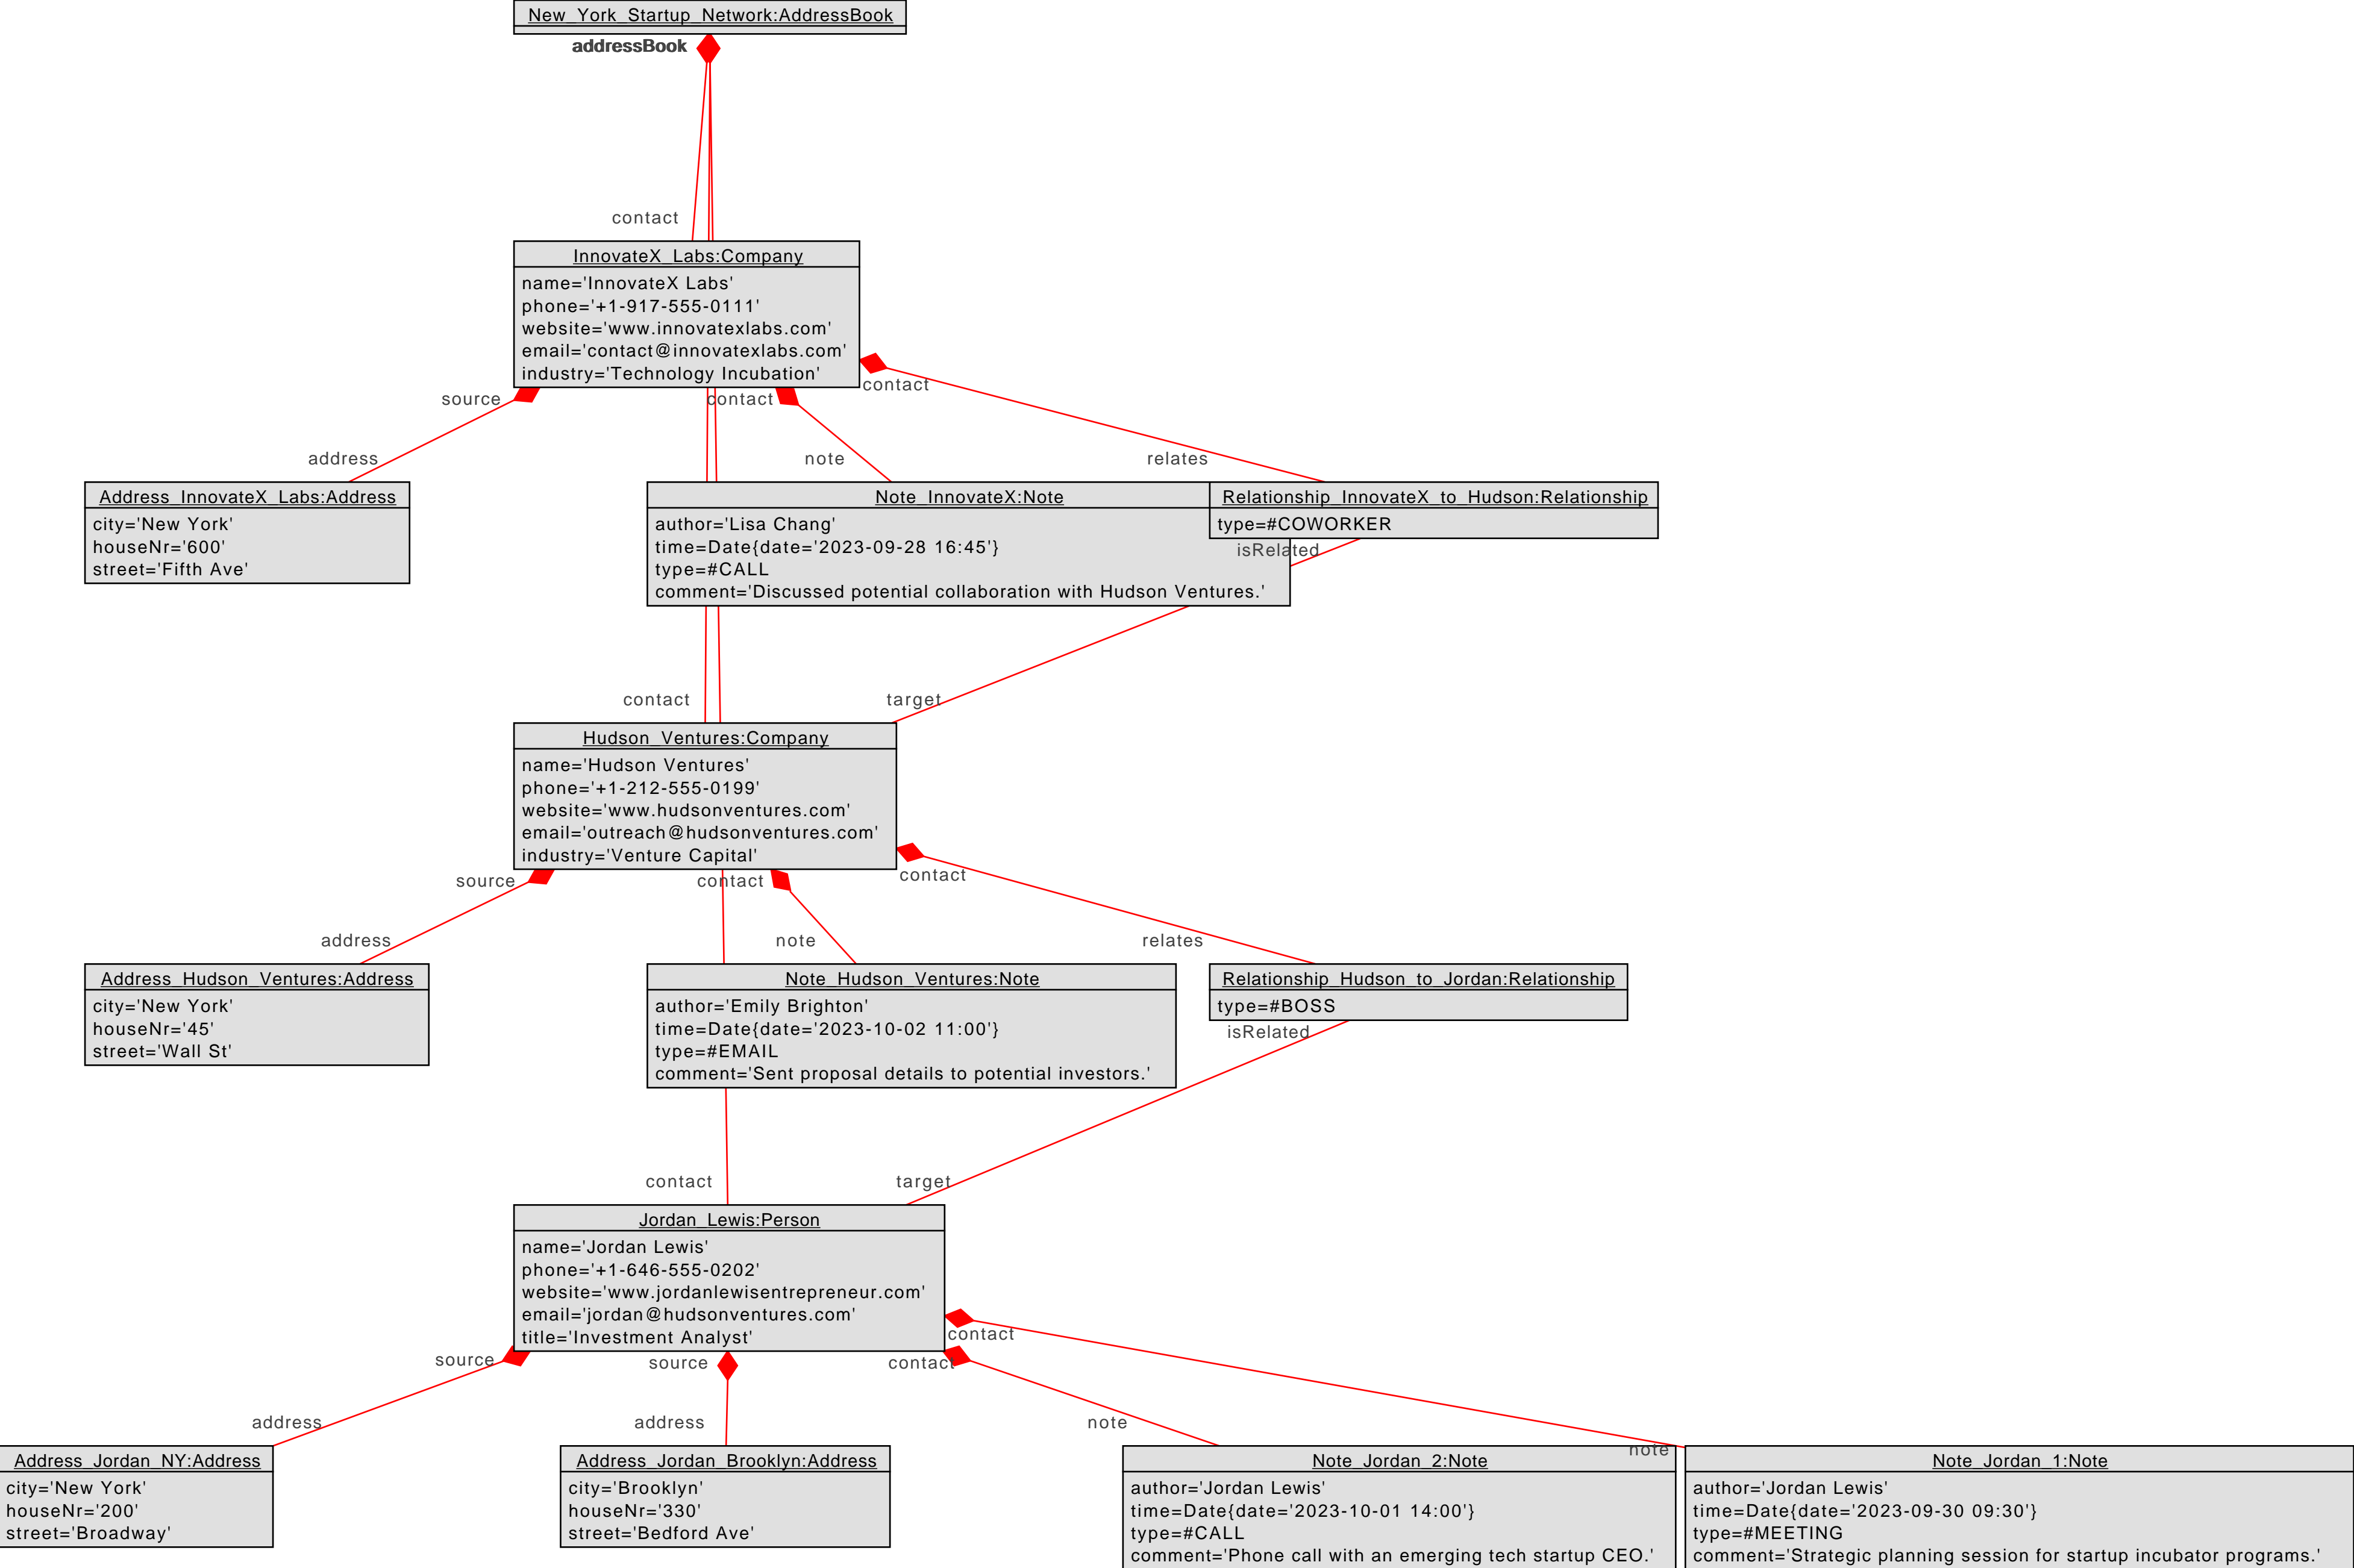 New_York_Startup_Network:AddressBook
addressBook
contact
InnovateX_Labs:Company
name='InnovateX Labs'
phone='+1-917-555-0111'
website='www.innovatexlabs.com'
email='contact@innovatexlabs.com'
industry='Technology Incubation'
source
contact
contact
address
note
relates
Address_InnovateX_Labs:Address
city='New York'
houseNr='600'
street='Fifth Ave'
Note_InnovateX:Note
author='Lisa Chang'
time=Date{date='2023-09-28 16:45'}
type=#CALL
comment='Discussed potential collaboration with Hudson Ventures.'
Relationship_InnovateX_to_Hudson:Relationship
type=#COWORKER
isRelated
contact
target
Hudson_Ventures:Company
name='Hudson Ventures'
phone='+1-212-555-0199'
website='www.hudsonventures.com'
email='outreach@hudsonventures.com'
industry='Venture Capital'
source
contact
contact
address
note
relates
Address_Hudson_Ventures:Address
city='New York'
houseNr='45'
street='Wall St'
Note_Hudson_Ventures:Note
author='Emily Brighton'
time=Date{date='2023-10-02 11:00'}
type=#EMAIL
comment='Sent proposal details to potential investors.'
Relationship_Hudson_to_Jordan:Relationship
type=#BOSS
isRelated
contact
target
Jordan_Lewis:Person
name='Jordan Lewis'
phone='+1-646-555-0202'
website='www.jordanlewisentrepreneur.com'
email='jordan@hudsonventures.com'
title='Investment Analyst'
source
source
contact
contact
address
address
note
note
Address_Jordan_NY:Address
city='New York'
houseNr='200'
street='Broadway'
Address_Jordan_Brooklyn:Address
city='Brooklyn'
houseNr='330'
street='Bedford Ave'
Note_Jordan_2:Note
author='Jordan Lewis'
time=Date{date='2023-10-01 14:00'}
type=#CALL
comment='Phone call with an emerging tech startup CEO.'
Note_Jordan_1:Note
author='Jordan Lewis'
time=Date{date='2023-09-30 09:30'}
type=#MEETING
comment='Strategic planning session for startup incubator programs.'